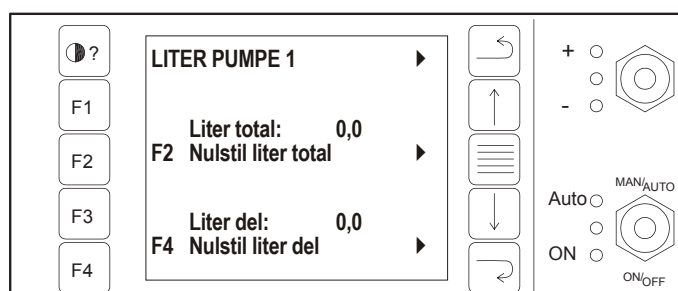 ?
F1
F2
F3
F4
LITER PUMPE 1
Liter total: 0,0
F2 Nulstil liter total
Liter del: 0,0
F4 Nulstil liter del
+
-
MAN/AUTO
Auto
ON
ON/OFF